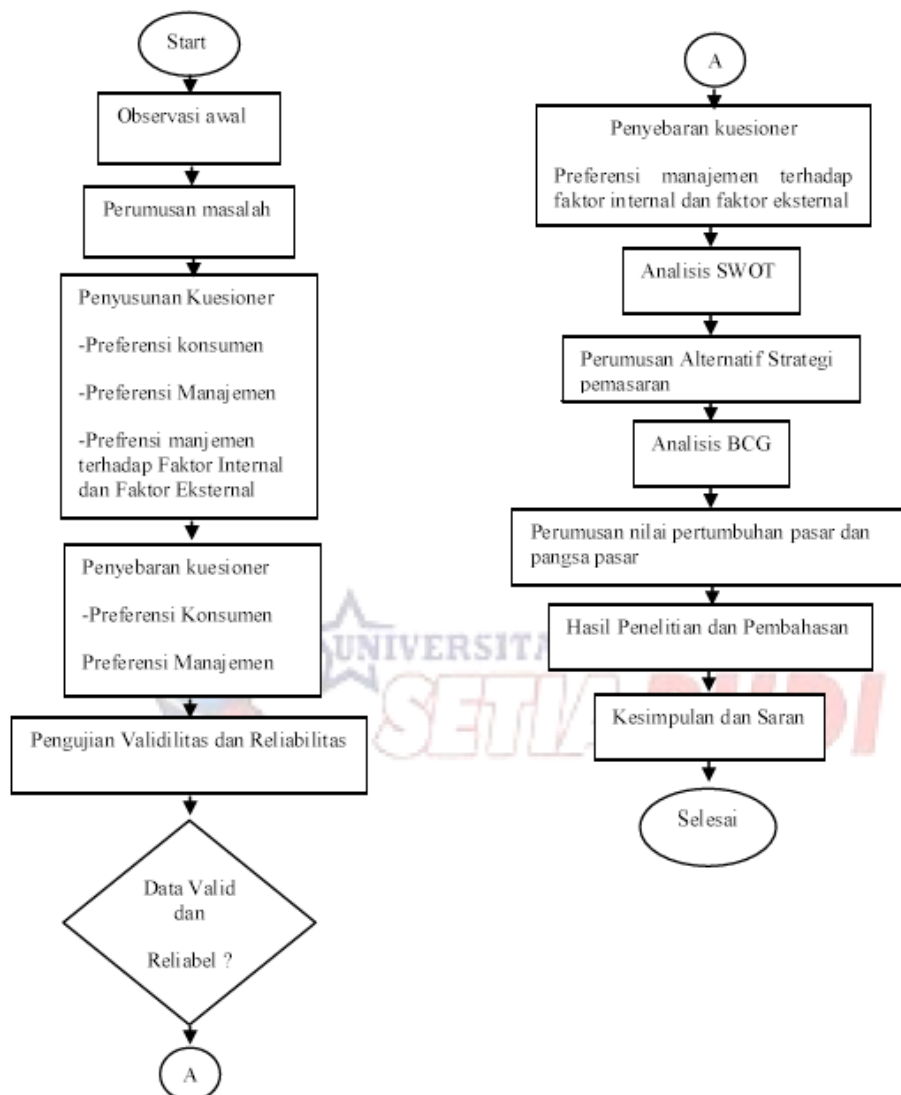 Start
Observasi awal
Perumusan masalah
Penyusunan Kuesioner
-Preferensi konsumen
-Preferensi Manajemen
-Prefrensi manjemen
terhadap Faktor Internal
dan Faktor Eksternal
Penyebaran kuesioner
-Preferensi Konsumen
Preferensi Manajemen
Pengujian Validilitas dan Reliabilitas
Data Valid
dan
Reliabel ?
A
A
Penyebaran kuesioner
Preferensi manajemen terhadap
faktor internal dan faktor eksternal
Analisis SWOT
Perumusan Alternatif Strategi
pemasaran
Analisis BCG
Perumusan nilai pertumbuhan pasar dan
pangsa pasar
Hasil Penelitian dan Pembahasan
Kesimpulan dan Saran
Selesai
UNIVERSITA
SETIA